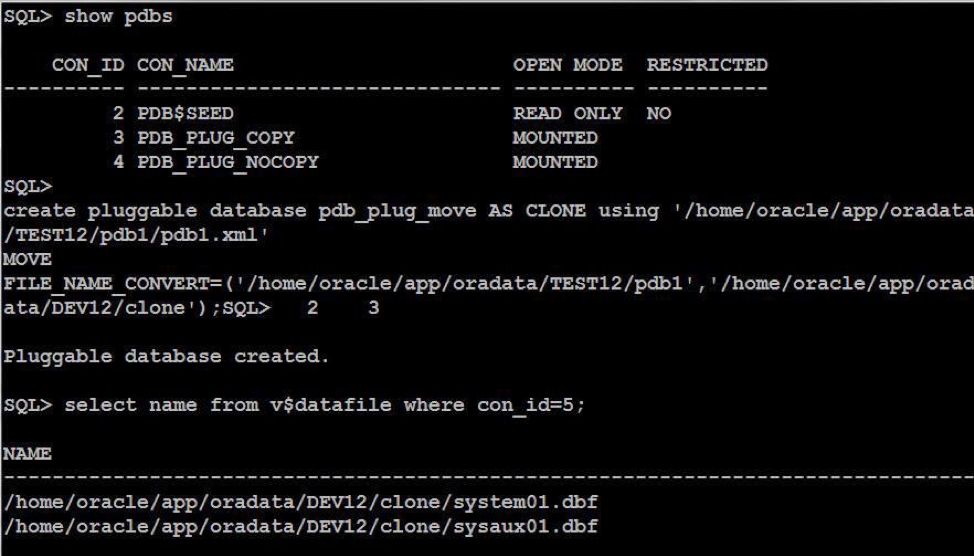 SQL> show pdbs
    CON_ID CON_NAME                       OPEN MODE  RESTRICTED
---------- ------------------------------ ---------- ----------
         2 PDB$SEED                       READ ONLY  NO
         3 PDB_PLUG_COPY                  MOUNTED
         4 PDB_PLUG_NOCOPY                MOUNTED
SQL>
create pluggable database pdb_plug_move AS CLONE using '/home/oracle/app/oradata
/TEST12/pdb1/pdb1.xml'
MOVE
FILE_NAME_CONVERT=('/home/oracle/app/oradata/TEST12/pdb1','/home/oracle/app/orad
ata/DEV12/clone');SQL>   2    3
Pluggable database created.
SQL> select name from v$datafile where con_id=5;
NAME
--------------------------------------------------------------------------------
/home/oracle/app/oradata/DEV12/clone/system01.dbf
/home/oracle/app/oradata/DEV12/clone/sysaux01.dbf